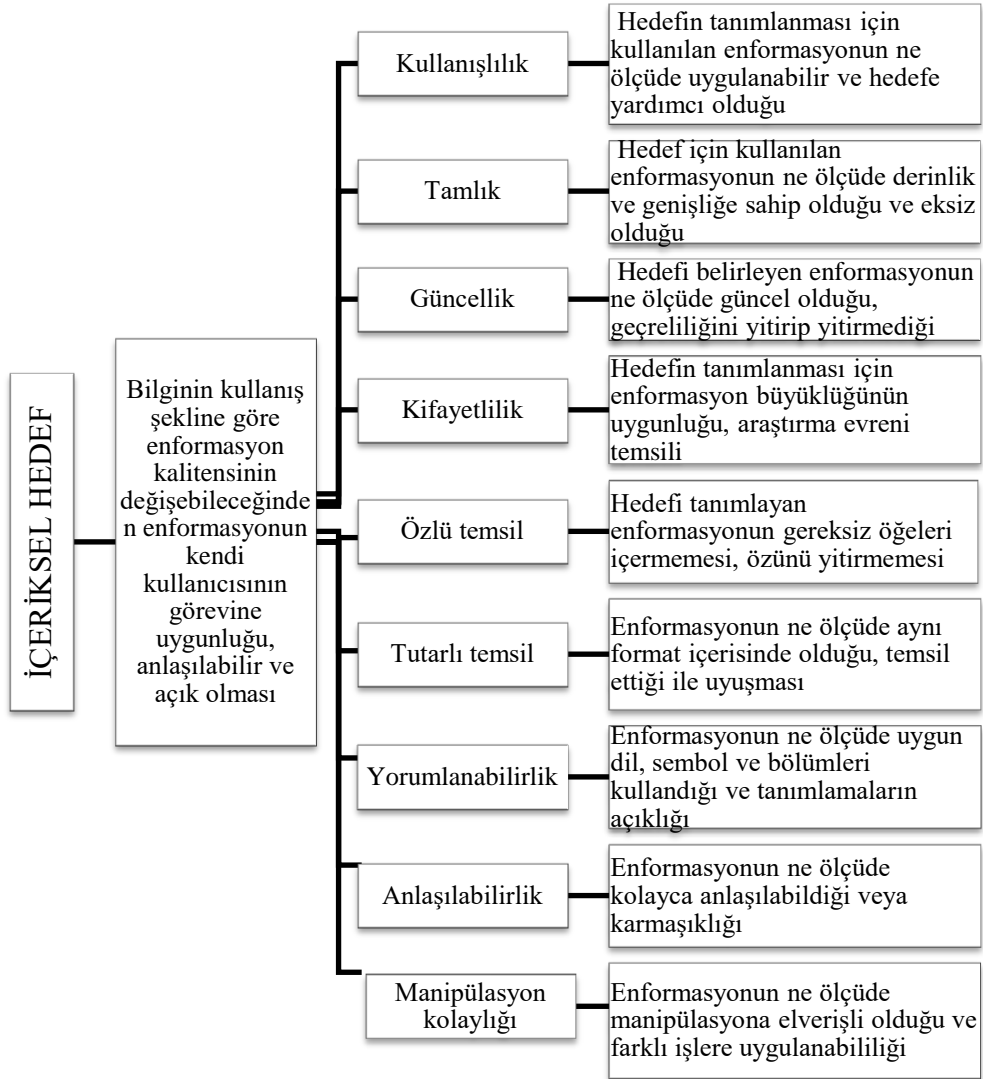 İÇERİKSEL HEDEF
Bilginin kullanış
şekline göre
enformasyon
kalitensinin
değişebileceğinde
n enformasyonun
kendi
kullanıcısının
görevine
uygunluğu,
anlaşılabilir ve
açık olması
Kullanışlılık
Hedefin tanımlanması için
kullanılan enformasyonun ne
ölçüde uygulanabilir ve hedefe
yardımcı olduğu
Tamlık
Hedef için kullanılan
enformasyonun ne ölçüde derinlik
ve genişliğe sahip olduğu ve eksiz
olduğu
Güncellik
Hedefi belirleyen enformasyonun
ne ölçüde güncel olduğu,
geçreliliğini yitirip yitirmediği
Kifayetlilik
Hedefin tanımlanması için
enformasyon büyüklüğünün
uygunluğu, araştırma evreni
temsili
Özlü temsil
Hedefi tanımlayan
enformasyonun gereksiz öğeleri
içermemesi, özünü yitirmemesi
Tutarlı temsil
Enformasyonun ne ölçüde aynı
format içerisinde olduğu, temsil
ettiği ile uyuşması
Yorumlanabilirlik
Enformasyonun ne ölçüde uygun
dil, sembol ve bölümleri
kullandığı ve tanımlamaların
açıklığı
Anlaşılabilirlik
Enformasyonun ne ölçüde
kolayca anlaşılabildiği veya
karmaşıklığı
Manipülasyon
kolaylığı
Enformasyonun ne ölçüde
manipülasyona elverişli olduğu ve
farklı işlere uygulanabililiği